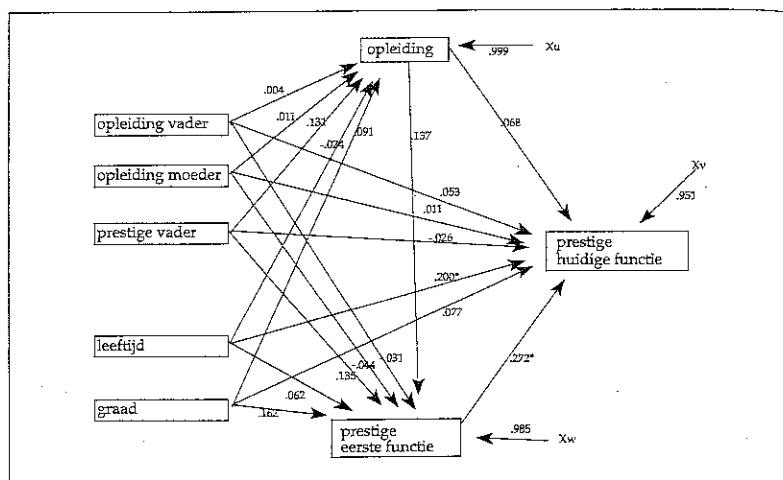 opleiding
Xu
.999
.004
.011
.131
-.024
.091
.137
.068
opleiding vader
opleiding moeder
prestige vader
.053
.011
-.026
Xv
.951
prestige
huidige functie
.200*
.077
leeftijd
graad
-.044
-.031
.135
.062
.162
.272*
prestige
eerste functie
.985
Xw